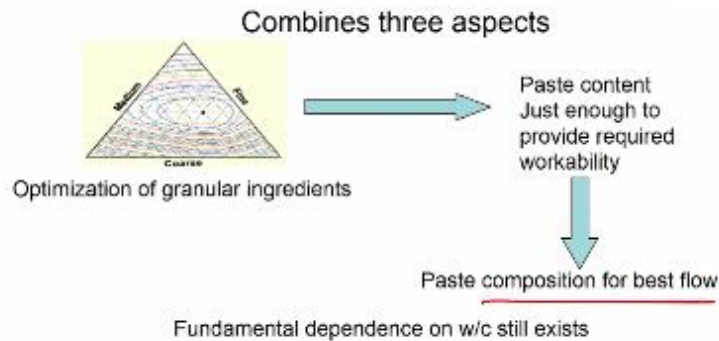 Combines three aspects
Medium
Fine
Coarse
Optimization of granular ingredients
Paste content
Just enough to
provide required
workability
Paste composition for best flow
Fundamental dependence on w/c still exists